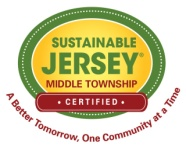 SUSTAINABLE
JERSEY®
MIDDLE TOWNSHIP
• CERTIFIED •
A Better Tomorrow, One Community at a Time